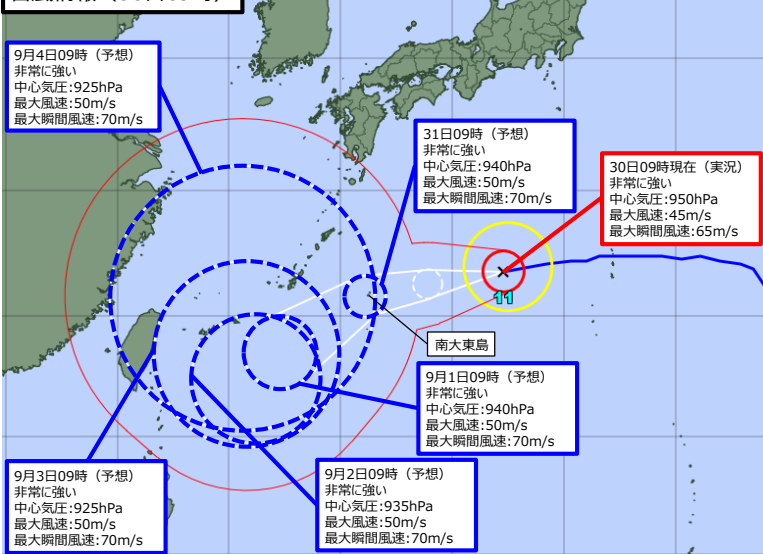 9月4日09時（予想）
非常に強い
中心気圧:925hPa
最大風速:50m/s
最大瞬間風速:70m/s
31日09時（予想）
非常に強い
中心気圧:940hPa
最大風速:50m/s
最大瞬間風速:70m/s
30日09時現在（実況）
非常に強い
中心気圧:950hPa
最大風速:45m/s
最大瞬間風速:65m/s
11
南大東島
9月1日09時（予想）
非常に強い
中心気圧:940hPa
最大風速:50m/s
最大瞬間風速:70m/s
9月3日09時（予想）
非常に強い
中心気圧:925hPa
最大風速:50m/s
最大瞬間風速:70m/s
9月2日09時（予想）
非常に強い
中心気圧:935hPa
最大風速:50m/s
最大瞬間風速:70m/s